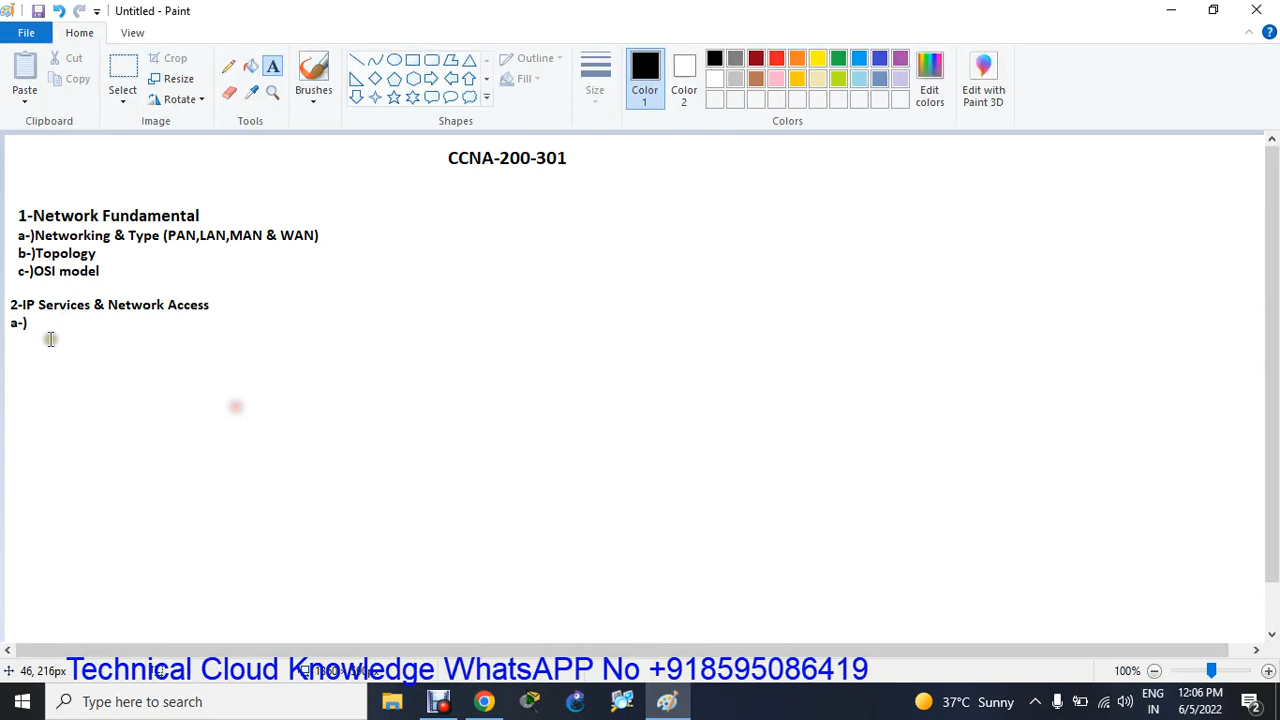 Untitled - Paint
File Home View
Paste
Cut
Copy
Clipboard
Select
Crop
Resize
Rotate
Image
Tools
Brushes
Shapes
Outline
Fill
Size
Color 1
Color 2
Colors
Edit colors
Edit with Paint 3D
CCNA-200-301
1-Network Fundamental
a-)Networking & Type (PAN,LAN,MAN & WAN)
b-)Topology
c-)OSI model
2-IP Services & Network Access
a-)
46, 216px
100%
Technical Cloud Knowledge WhatsAPP No +918595086419
Type here to search
37°C Sunny
ENG
IN
12:06 PM
6/5/2022
2